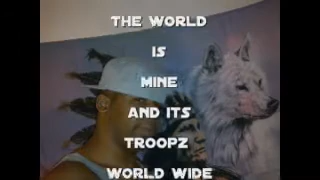 THE WORLD
IS
MINE
AND ITS
TROOPZ
WORLD WIDE